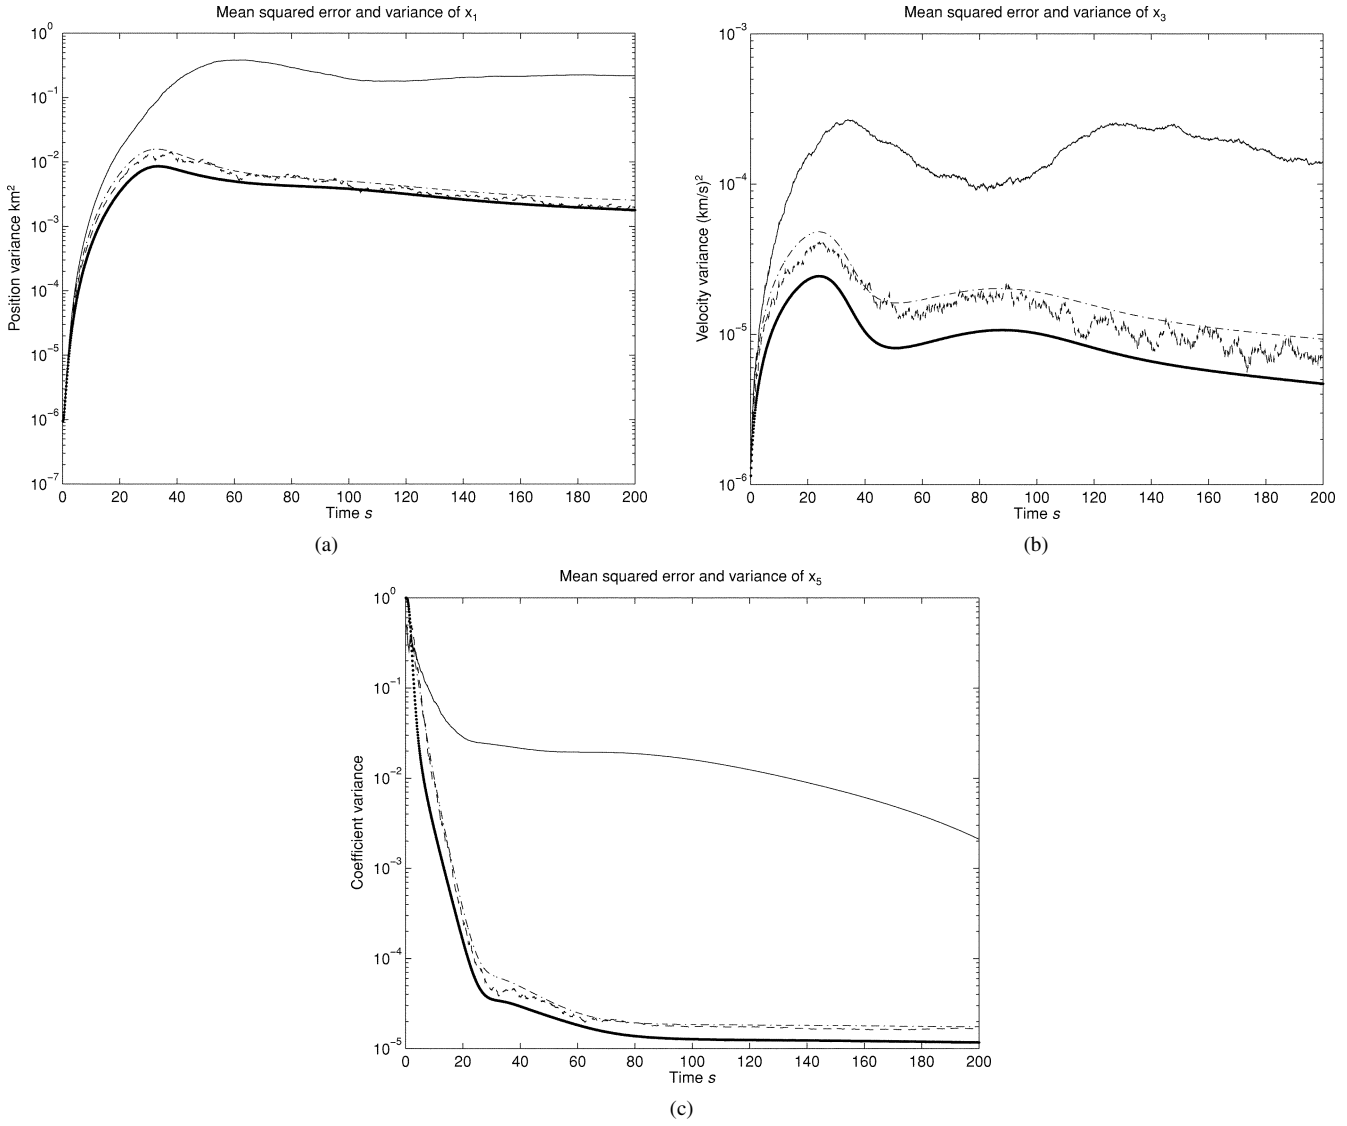 Mean squared error and variance of x₁
Position variance km²
10⁰
10⁻¹
10⁻²
10⁻³
10⁻⁴
10⁻⁵
10⁻⁶
10⁻⁷
0 20 40 60 80 100 120 140 160 180 200
Time s
(a)
Mean squared error and variance of x₃
Velocity variance (km/s)²
10⁻³
10⁻⁴
10⁻⁵
10⁻⁶
0 20 40 60 80 100 120 140 160 180 200
Time s
(b)
Mean squared error and variance of x₅
Coefficient variance
10⁰
10⁻¹
10⁻²
10⁻³
10⁻⁴
10⁻⁵
0 20 40 60 80 100 120 140 160 180 200
Time s
(c)